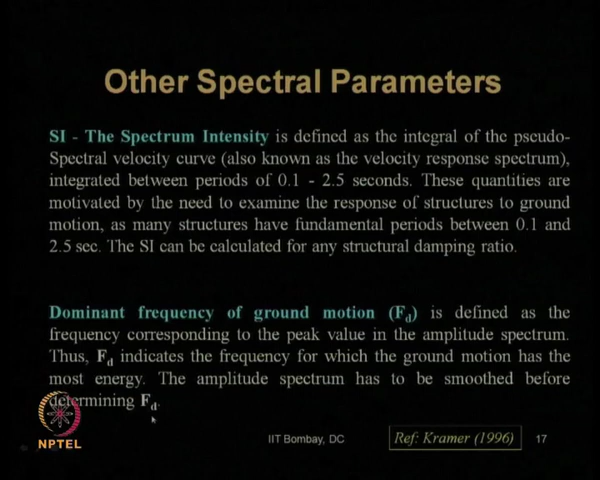 Other Spectral Parameters
SI - The Spectrum Intensity is defined as the integral of the pseudo-
Spectral velocity curve (also known as the velocity response spectrum),
integrated between periods of 0.1 - 2.5 seconds. These quantities are
motivated by the need to examine the response of structures to ground
motion, as many structures have fundamental periods between 0.1 and
2.5 sec. The SI can be calculated for any structural damping ratio.
Dominant frequency of ground motion (Fd) is defined as the
frequency corresponding to the peak value in the amplitude spectrum.
Thus, Fd indicates the frequency for which the ground motion has the
most energy. The amplitude spectrum has to be smoothed before
determining Fd.
NPTEL
IIT Bombay, DC
Ref: Kramer (1996)
17